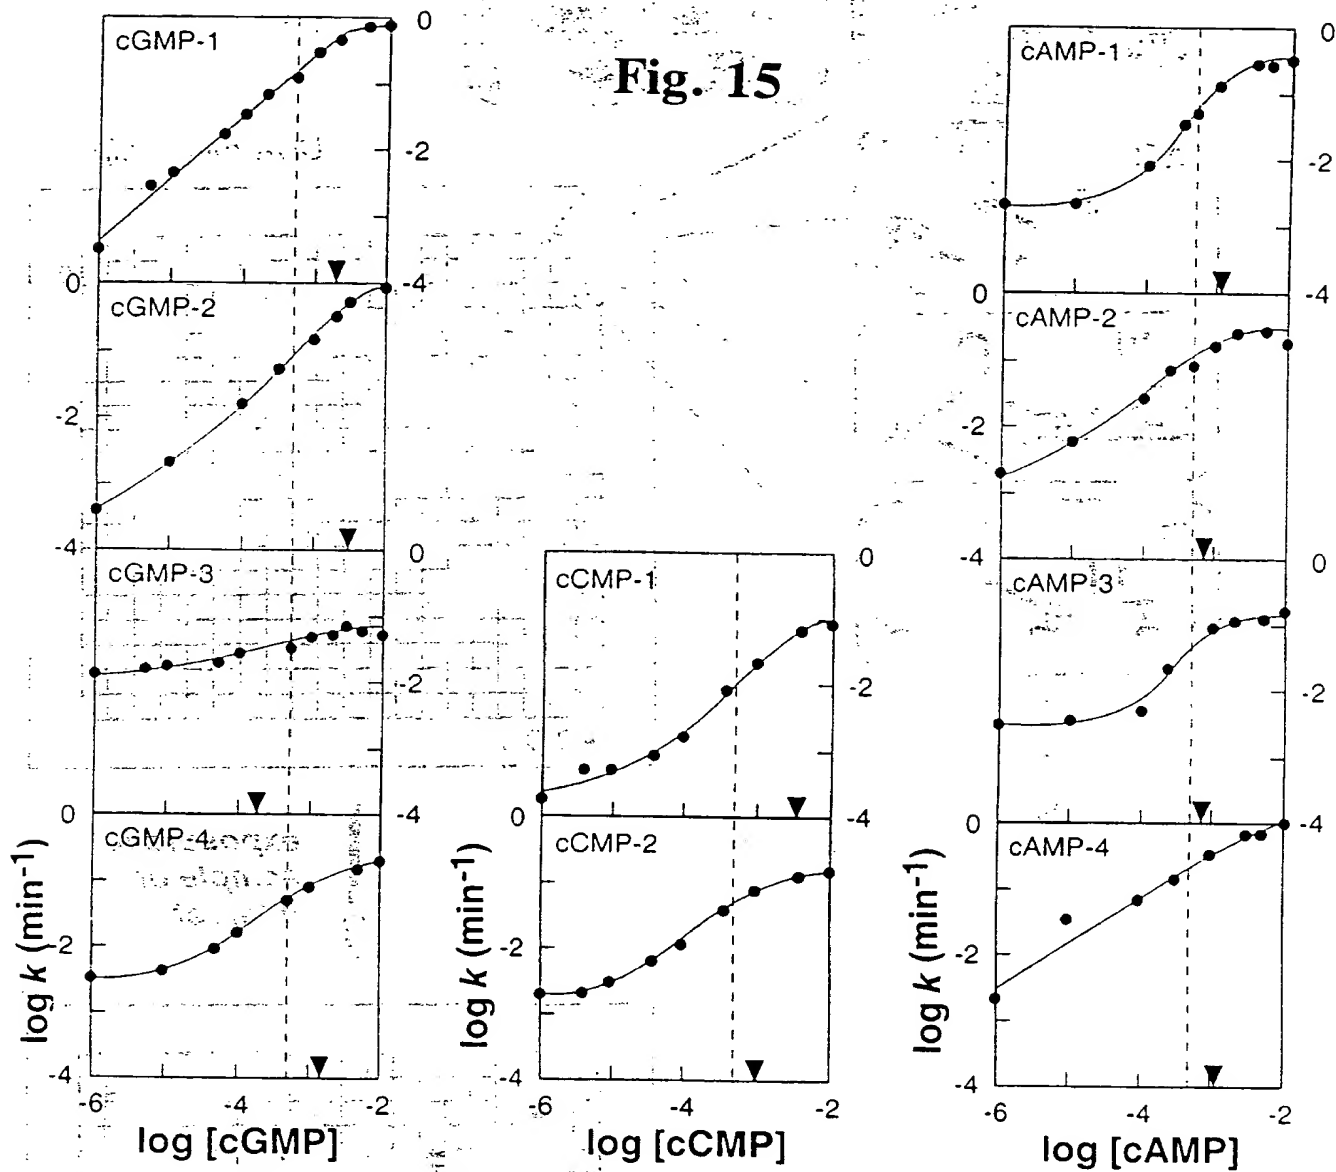 Fig. 15
cGMP-1
0
-2
-4
0
cGMP-2
-2
-4
cGMP-3
0
-2
-4
0
cGMP-4
-2
-4
log k (min⁻¹)
-6 -4 -2
log [cGMP]
cCMP-1
0
-2
-4
0
cCMP-2
-2
-4
log k (min⁻¹)
-6 -4 -2
log [cCMP]
cAMP-1
0
-2
-4
0
cAMP-2
-2
-4
cAMP-3
0
-2
-4
0
cAMP-4
-2
-4
log k (min⁻¹)
-6 -4 -2
log [cAMP]